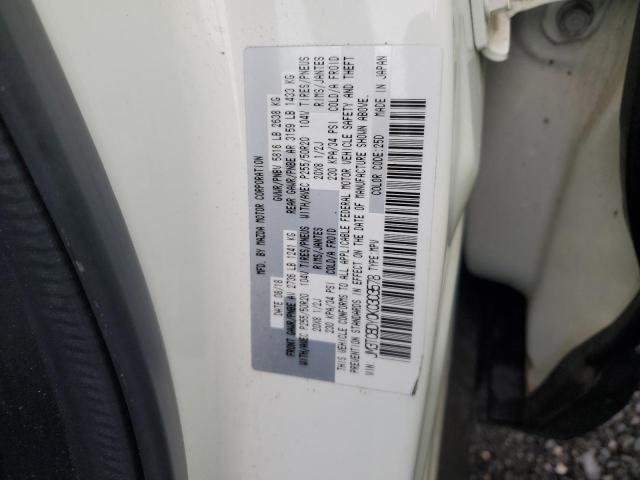 MFD. BY MAZDA MOTOR CORPORATION
DATE: 08/18 GVWR/PNBV 5816 LB 2638 KG
FRONT GAWR/PNBE AV 2736 LB 1241 KG REAR GAWR/PNBE AR 3159 LB 1433 KG
WITH/AVEC P255/50R20 104V TIRES/PNEUS WITH/AVEC P255/50R20 104V TIRES/PNEUS
20X8 1/2J RIMS/JANTES 20X8 1/2J RIMS/JANTES
230 KPA/34 PSI COLD/A FROID 230 KPA/34 PSI COLD/A FROID
THIS VEHICLE CONFORMS TO ALL APPLICABLE FEDERAL MOTOR VEHICLE SAFETY AND THEFT
PREVENTION STANDARDS IN EFFECT ON THE DATE OF MANUFACTURE SHOWN ABOVE.
VIN: TYPE: MPV COLOR CODE: 25D MADE IN JAPAN